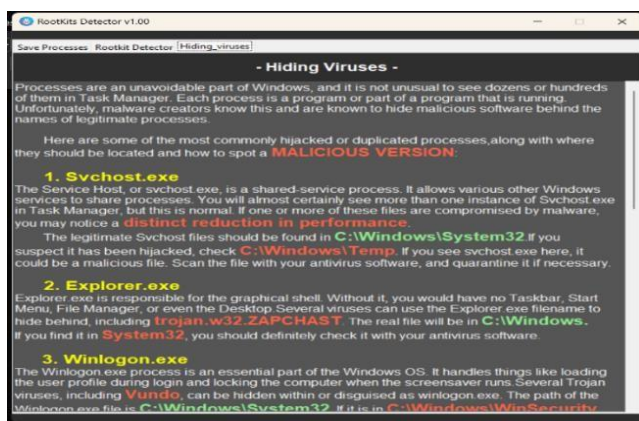 RootKits Detector v1.00
Save Processes Rootkit Detector Hiding_viruses
- Hiding Viruses -
Processes are an unavoidable part of Windows, and it is not unusual to see dozens or hundreds
of them in Task Manager. Each process is a program or part of a program that is running.
Unfortunately, malware creators know this and are known to hide malicious software behind the
names of legitimate processes.
Here are some of the most commonly hijacked or duplicated processes,along with where
they should be located and how to spot a MALICIOUS VERSION:
1. Svchost.exe
The Service Host, or svchost.exe, is a shared-service process. It allows various other Windows
services to share processes. You will almost certainly see more than one instance of Svchost.exe
in Task Manager, but this is normal. If one or more of these files are compromised by malware,
you may notice a distinct reduction in performance.
The legitimate Svchost files should be found in C:\Windows\System32.If you
suspect it has been hijacked, check C:\Windows\Temp. If you see svchost.exe here, it
could be a malicious file. Scan the file with your antivirus software, and quarantine it if necessary.
2. Explorer.exe
Explorer.exe is responsible for the graphical shell. Without it, you would have no Taskbar, Start
Menu, File Manager, or even the Desktop.Several viruses can use the Explorer.exe filename to
hide behind, including trojan.w32.ZAPCHAST. The real file will be in C:\Windows.
If you find it in System32, you should definitely check it with your antivirus software.
3. Winlogon.exe
The Winlogon.exe process is an essential part of the Windows OS. It handles things like loading
the user profile during login and locking the computer when the screensaver runs.Several Trojan
viruses, including Vundo, can be hidden within or disguised as winlogon.exe. The path of the
Winlogon.exe file is C:\Windows\System32. If it is in C:\Windows\WinSecurity